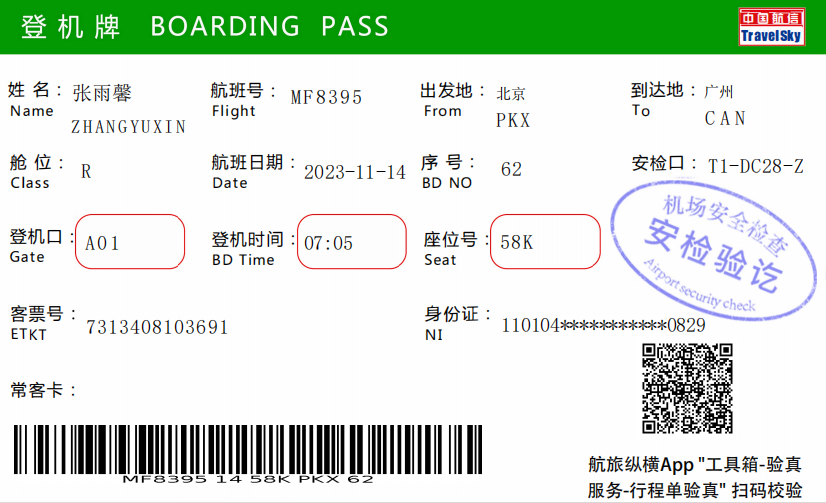 登机牌 BOARDING PASS
中国航信
TravelSky
姓名: 张雨馨 航班号: MF8395 出发地: 北京 到达地: 广州
Name ZHANGYUXIN Flight From PKX To CAN
舱位: R 航班日期: 2023-11-14 序号: 62 安检口: T1-DC28-Z
Class Date BD NO
机场安全检查
安检验讫
Airport security check
登机口: A01 登机时间: 07:05 座位号: 58K
Gate BD Time Seat
客票号: 7313408103691 身份证: 110104***********0829
ETKT NI
常客卡:
MF8395 14 58K PKX 62
航旅纵横App "工具箱-验真
服务-行程单验真" 扫码校验